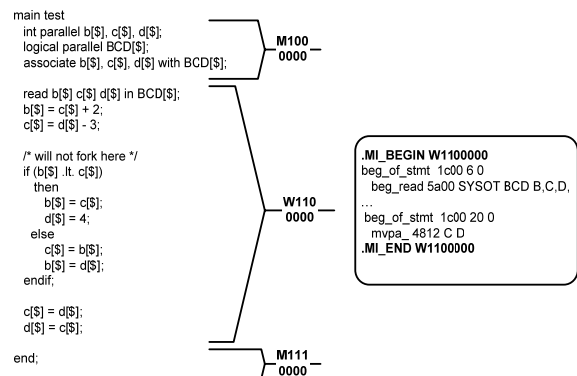 main test
int parallel b[$], c[$], d[$];
logical parallel BCD[$];
associate b[$], c[$], d[$] with BCD[$];
read b[$] c[$] d[$] in BCD[$];
b[$] = c[$] + 2;
c[$] = d[$] - 3;
/* will not fork here */
if (b[$] .lt. c[$])
then
b[$] = c[$];
d[$] = 4;
else
c[$] = b[$];
b[$] = d[$];
endif;
c[$] = d[$];
d[$] = c[$];
end;
M100
0000
W110
0000
M111
0000
.MI_BEGIN W1100000
beg_of_stmt 1c00 6 0
beg_read 5a00 SYSOT BCD B,C,D,
...
beg_of_stmt 1c00 20 0
mvpa_ 4812 C D
.MI_END W1100000